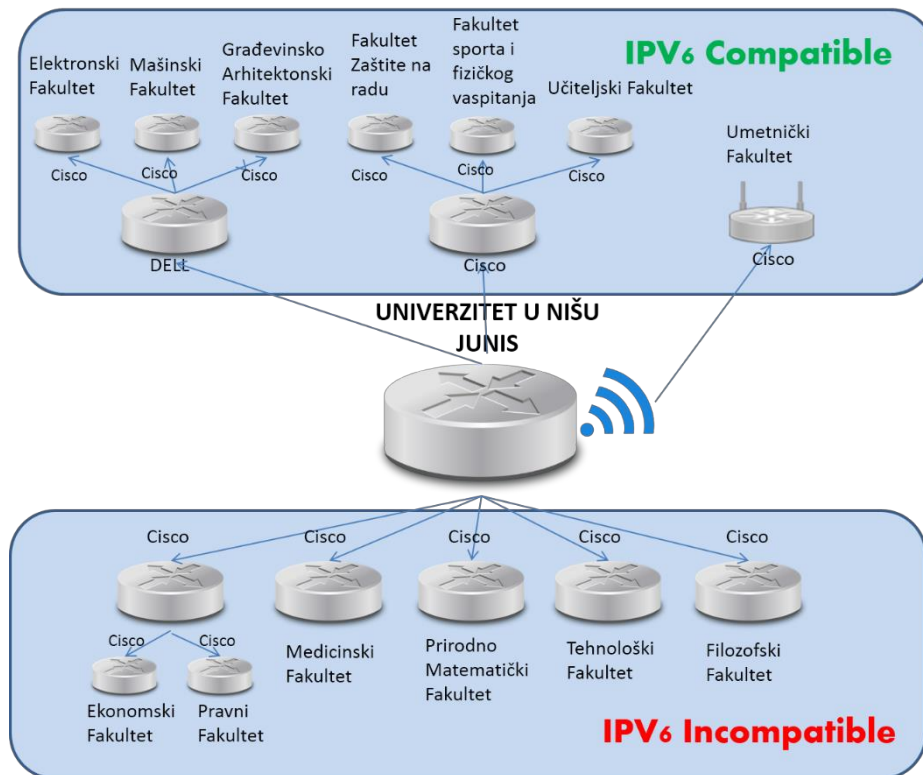 IPV6 Compatible
Elektronski
Fakultet
Mašinski
Fakultet
Građevinsko
Arhitektonski
Fakultet
Fakultet
Zaštite na
radu
Fakultet
sporta i
fizičkog
vaspitanja
Učiteljski Fakultet
Umetnički
Fakultet
Cisco
Cisco
Cisco
Cisco
Cisco
Cisco
DELL
Cisco
Cisco
UNIVERZITET U NIŠU
JUNIS
Cisco
Cisco
Cisco
Cisco
Cisco
Cisco
Cisco
Ekonomski
Fakultet
Pravni
Fakultet
Medicinski
Fakultet
Prirodno
Matematički
Fakultet
Tehnološki
Fakultet
Filozofski
Fakultet
IPV6 Incompatible